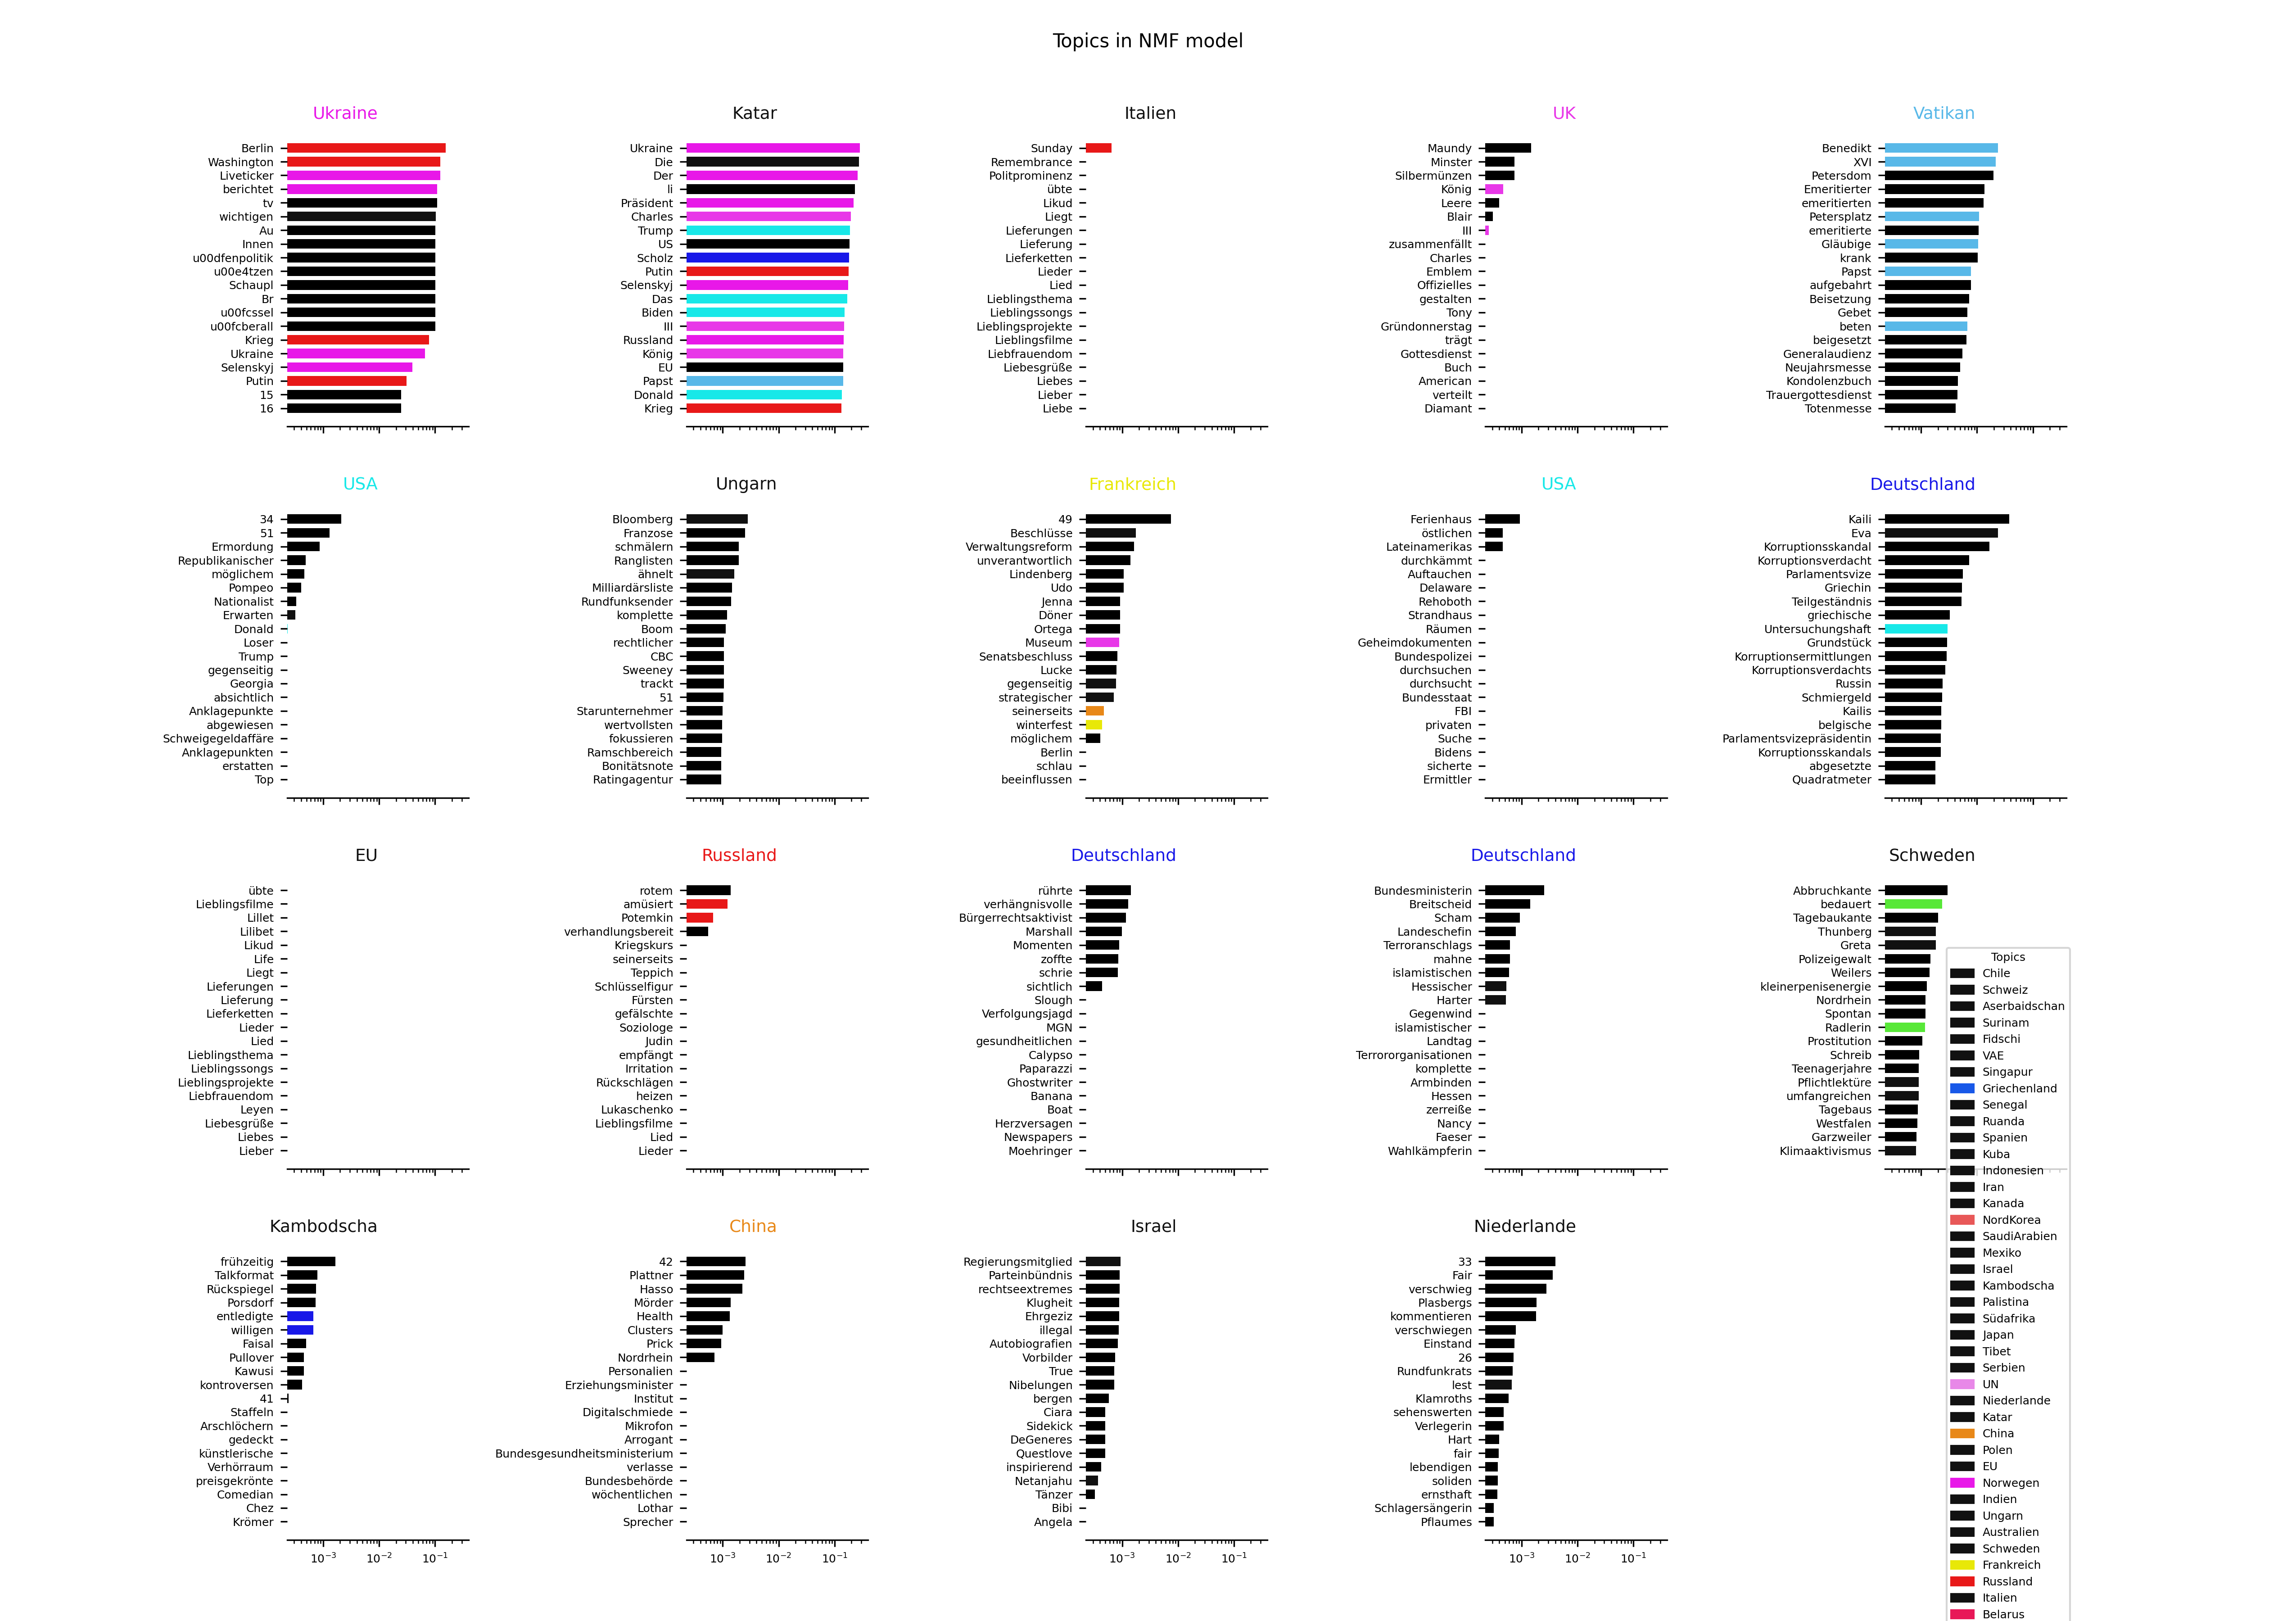 Topics in NMF model
Ukraine
Berlin
Washington
Liveticker
berichtet
tv
wichtigen
Au
Innen
u00dfenpolitik
u00e4tzen
Schaupl
Br
u00fcssel
u00fcberall
Krieg
Ukraine
Selenskyj
Putin
15
16
Katar
Ukraine
Die
Der
li
Präsident
Charles
Trump
US
Scholz
Putin
Selenskyj
Das
Biden
III
Russland
König
EU
Papst
Donald
Krieg
Italien
Sunday
Remembrance
Politprominenz
übte
Likud
Liegt
Lieferungen
Lieferung
Lieferketten
Lieder
Lied
Lieblingsthema
Lieblingssongs
Lieblingsprojekte
Lieblingsfilme
Liebfrauendom
Liebesgrüße
Liebes
Lieber
Liebe
UK
Maundy
Minster
Silbermünzen
König
Leere
Blair
III
zusammenfällt
Charles
Emblem
Offizielles
gestalten
Tony
Gründonnerstag
trägt
Gottesdienst
Buch
American
verteilt
Diamant
Vatikan
Benedikt
XVI
Petersdom
Emeritierter
emeritierten
Petersplatz
emeritierte
Gläubige
krank
Papst
aufgebahrt
Beisetzung
Gebet
beten
beigesetzt
Generalaudienz
Neujahrsmesse
Kondolenzbuch
Trauergottesdienst
Totenmesse
USA
34
51
Ermordung
Republikanischer
möglichem
Pompeo
Nationalist
Erwarten
Donald
Loser
Trump
gegenseitig
Georgia
absichtlich
Anklagepunkte
abgewiesen
Schweigegeldaffäre
Anklagepunkten
erstatten
Top
Ungarn
Bloomberg
Franzose
schmälern
Ranglisten
ähnelt
Milliardärsliste
Rundfunksender
komplette
Boom
rechtlicher
CBC
Sweeney
trackt
51
Starunternehmer
wertvollsten
fokussieren
Ramschbereich
Bonitätsnote
Ratingagentur
Frankreich
49
Beschlüsse
Verwaltungsreform
unverantwortlich
Lindenberg
Udo
Jenna
Döner
Ortega
Museum
Senatsbeschluss
Lucke
gegenseitig
strategischer
seinerseits
winterfest
möglichem
Berlin
schlau
beeinflussen
USA
Ferienhaus
östlichen
Lateinamerikas
durchkämmt
Auftauchen
Delaware
Rehoboth
Strandhaus
Räumen
Geheimdokumenten
Bundespolizei
durchsuchen
durchsucht
Bundesstaat
FBI
privaten
Suche
Bidens
sicherte
Ermittler
Deutschland
Kaili
Eva
Korruptionsskandal
Korruptionsverdacht
Parlamentsvize
Griechin
Teilgeständnis
griechische
Untersuchungshaft
Grundstück
Korruptionsermittlungen
Korruptionsverdachts
Russin
Schmiergeld
Kailis
belgische
Parlamentsvizepräsidentin
Korruptionsskandals
abgesetzte
Quadratmeter
EU
übte
Lieblingsfilme
Lillet
Lilibet
Likud
Life
Liegt
Lieferungen
Lieferung
Lieferketten
Lieder
Lied
Lieblingsthema
Lieblingssongs
Lieblingsprojekte
Liebfrauendom
Leyen
Liebesgrüße
Liebes
Lieber
Russland
rotem
amüsiert
Potemkin
verhandlungsbereit
Kriegskurs
seinerseits
Teppich
Schlüsselfigur
Fürsten
gefälschte
Soziologe
Judin
empfängt
Irritation
Rückschlägen
heizen
Lukaschenko
Lieblingsfilme
Lied
Lieder
Deutschland
rührte
verhängnisvolle
Bürgerrechtsaktivist
Marshall
Momenten
zoffte
schrie
sichtlich
Slough
Verfolgungsjagd
MGN
gesundheitlichen
Calypso
Paparazzi
Ghostwriter
Banana
Boat
Herzversagen
Newspapers
Moehringer
Deutschland
Bundesministerin
Breitscheid
Scham
Landeschefin
Terroranschlags
mahne
islamistischen
Hessischer
Harter
Gegenwind
islamistischer
Landtag
Terrororganisationen
komplette
Armbinden
Hessen
zerreiße
Nancy
Faeser
Wahlkämpferin
Schweden
Abbruchkante
bedauert
Tagebaukante
Thunberg
Greta
Polizeigewalt
Weilers
kleinerpenisenergie
Nordrhein
Spontan
Radlerin
Prostitution
Schreib
Teenagerjahre
Pflichtlektüre
umfangreichen
Tagebaus
Westfalen
Garzweiler
Klimaaktivismus
Kambodscha
frühzeitig
Talkformat
Rückspiegel
Porsdorf
entledigte
willigen
Faisal
Pullover
Kawusi
kontroversen
41
Staffeln
Arschlöchern
gedeckt
künstlerische
Verhörraum
preisgekrönte
Comedian
Chez
Krömer
10⁻³ 10⁻² 10⁻¹
China
42
Plattner
Hasso
Mörder
Health
Clusters
Prick
Nordrhein
Personalien
Erziehungsminister
Institut
Digitalschmiede
Mikrofon
Arrogant
Bundesgesundheitsministerium
verlasse
Bundesbehörde
wöchentlichen
Lothar
Sprecher
10⁻³ 10⁻² 10⁻¹
Israel
Regierungsmitglied
Parteinbündnis
rechtseextremes
Klugheit
Ehrgeziz
illegal
Autobiografien
Vorbilder
True
Nibelungen
bergen
Ciara
Sidekick
DeGeneres
Questlove
inspirierend
Netanjahu
Tänzer
Bibi
Angela
10⁻³ 10⁻² 10⁻¹
Niederlande
33
Fair
verschwieg
Plasbergs
kommentieren
verschwiegen
Einstand
26
Rundfunkrats
lest
Klamroths
sehenswerten
Verlegerin
Hart
fair
lebendigen
soliden
ernsthaft
Schlagersängerin
Pflaumes
10⁻³ 10⁻² 10⁻¹
Topics
Chile
Schweiz
Aserbaidschan
Surinam
Fidschi
VAE
Singapur
Griechenland
Senegal
Ruanda
Spanien
Kuba
Indonesien
Iran
Kanada
NordKorea
SaudiArabien
Mexiko
Israel
Kambodscha
Palistina
Südafrika
Japan
Tibet
Serbien
UN
Niederlande
Katar
China
Polen
EU
Norwegen
Indien
Ungarn
Australien
Schweden
Frankreich
Russland
Italien
Belarus